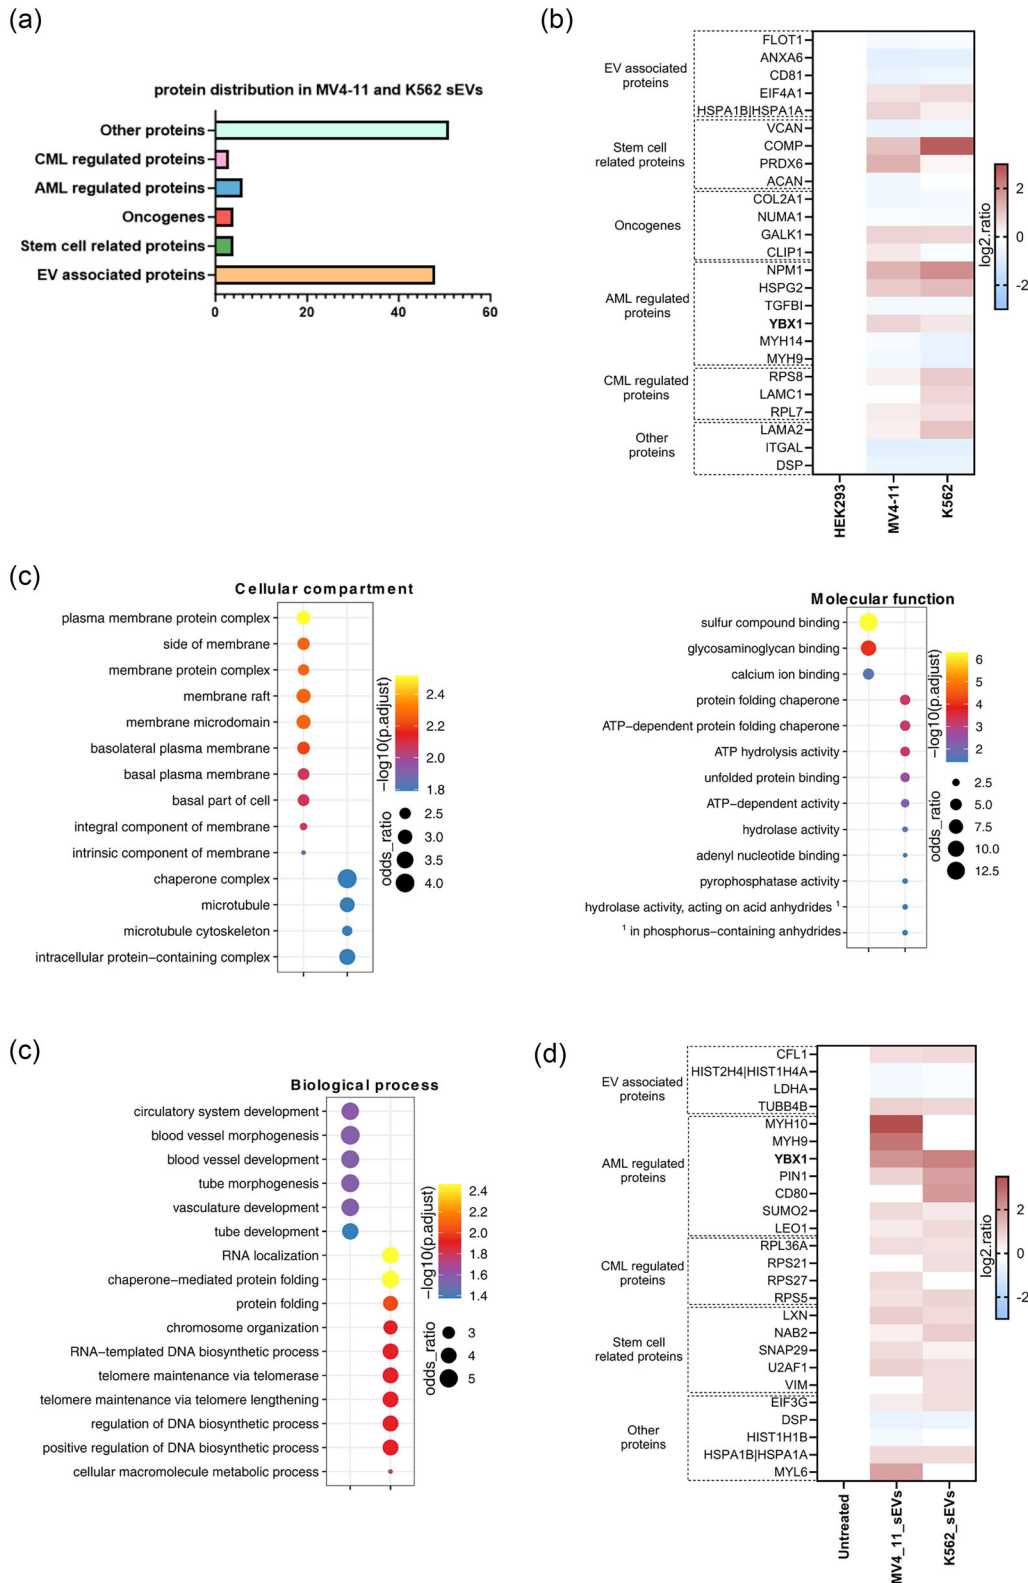 (a)
protein distribution in MV4-11 and K562 sEVs
Other proteins
CML regulated proteins
AML regulated proteins
Oncogenes
Stem cell related proteins
EV associated proteins
0
20
40
60
(b)
EV associated
proteins
FLOT1
ANXA6
CD81
EIF4A1
HSPA1B|HSPA1A
Stem cell
related proteins
VCAN
COMP
PRDX6
ACAN
Oncogenes
COL2A1
NUMA1
GALK1
CLIP1
AML regulated
proteins
NPM1
HSPG2
TGFBI
YBX1
MYH14
MYH9
CML regulated
proteins
RPS8
LAMC1
RPL7
Other
proteins
LAMA2
ITGAL
DSP
HEK293
MV4-11
K562
log2.ratio
2
0
-2
(c)
Cellular compartment
plasma membrane protein complex
side of membrane
membrane protein complex
membrane raft
membrane microdomain
basolateral plasma membrane
basal plasma membrane
basal part of cell
integral component of membrane
intrinsic component of membrane
chaperone complex
microtubule
microtubule cytoskeleton
intracellular protein-containing complex
−log10(p.adjust)
2.4
2.2
2.0
1.8
odds_ratio
2.5
3.0
3.5
4.0
Molecular function
sulfur compound binding
glycosaminoglycan binding
calcium ion binding
protein folding chaperone
ATP−dependent protein folding chaperone
ATP hydrolysis activity
unfolded protein binding
ATP−dependent activity
hydrolase activity
adenyl nucleotide binding
pyrophosphatase activity
hydrolase activity, acting on acid anhydrides ¹
¹ in phosphorus-containing anhydrides
−log10(p.adjust)
6
5
4
3
2
odds_ratio
2.5
5.0
7.5
10.0
12.5
(c)
Biological process
circulatory system development
blood vessel morphogenesis
blood vessel development
tube morphogenesis
vasculature development
tube development
RNA localization
chaperone−mediated protein folding
protein folding
chromosome organization
RNA−templated DNA biosynthetic process
telomere maintenance via telomerase
telomere maintenance via telomere lengthening
regulation of DNA biosynthetic process
positive regulation of DNA biosynthetic process
cellular macromolecule metabolic process
−log10(p.adjust)
2.4
2.2
2.0
1.8
1.6
1.4
odds_ratio
3
4
5
(d)
EV associated
proteins
CFL1
HIST2H4|HIST1H4A
LDHA
TUBB4B
AML regulated
proteins
MYH10
MYH9
YBX1
PIN1
CD80
SUMO2
LEO1
CML regulated
proteins
RPL36A
RPS21
RPS27
RPS5
Stem cell
related proteins
LXN
NAB2
SNAP29
U2AF1
VIM
Other
proteins
EIF3G
DSP
HIST1H1B
HSPA1B|HSPA1A
MYL6
Untreated
MV4_11_sEVs
K562_sEVs
log2.ratio
2
0
-2